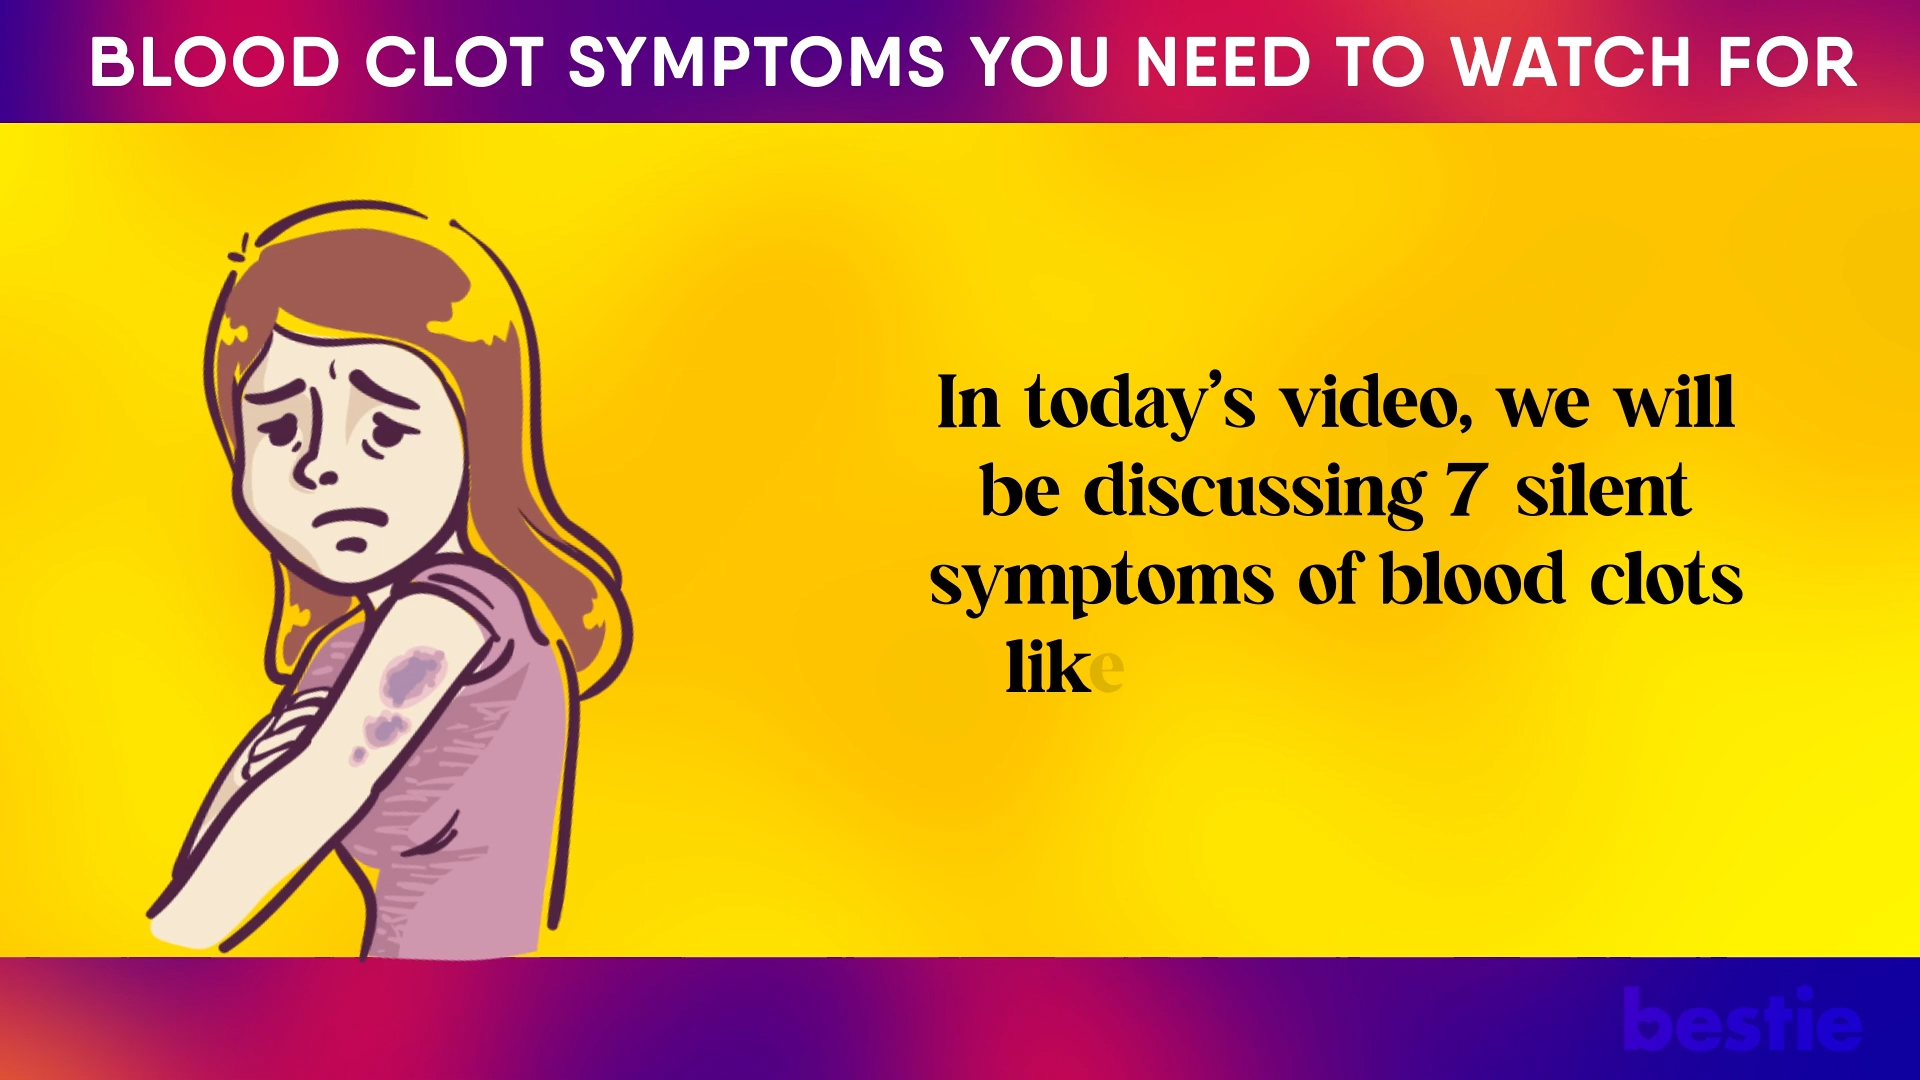 BLOOD CLOT SYMPTOMS YOU NEED TO WATCH FOR
In today's video, we will
be discussing 7 silent
symptoms of blood clots
like
bestie